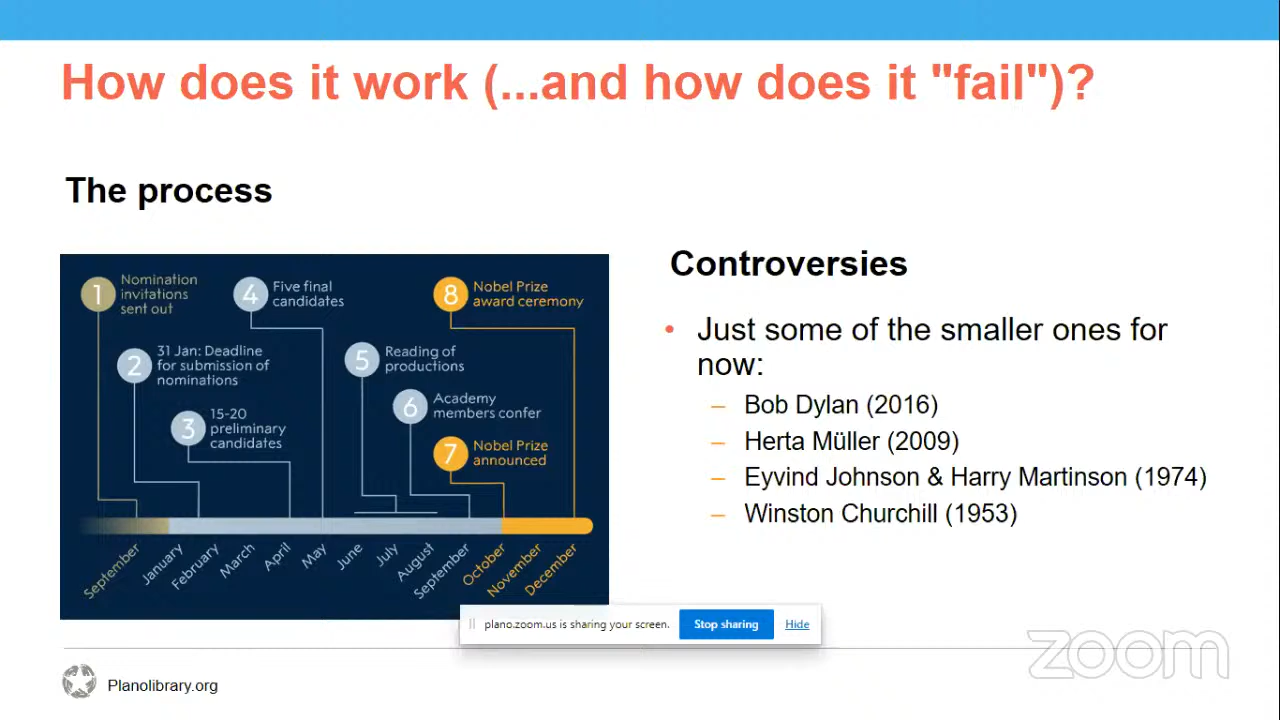 How does it work (...and how does it "fail")?
The process
1
Nomination
invitations
sent out
2
31 Jan: Deadline
for submission of
nominations
3
15-20
preliminary
candidates
4
Five final
candidates
5
Reading of
productions
6
Academy
members confer
7
Nobel Prize
announced
8
Nobel Prize
award ceremony
September
January
February
March
April
May
June
July
August
September
October
November
December
Controversies
• Just some of the smaller ones for
now:
– Bob Dylan (2016)
– Herta Müller (2009)
– Eyvind Johnson & Harry Martinson (1974)
– Winston Churchill (1953)
plano.zoom.us is sharing your screen.
Stop sharing
Hide
Planolibrary.org
zoom